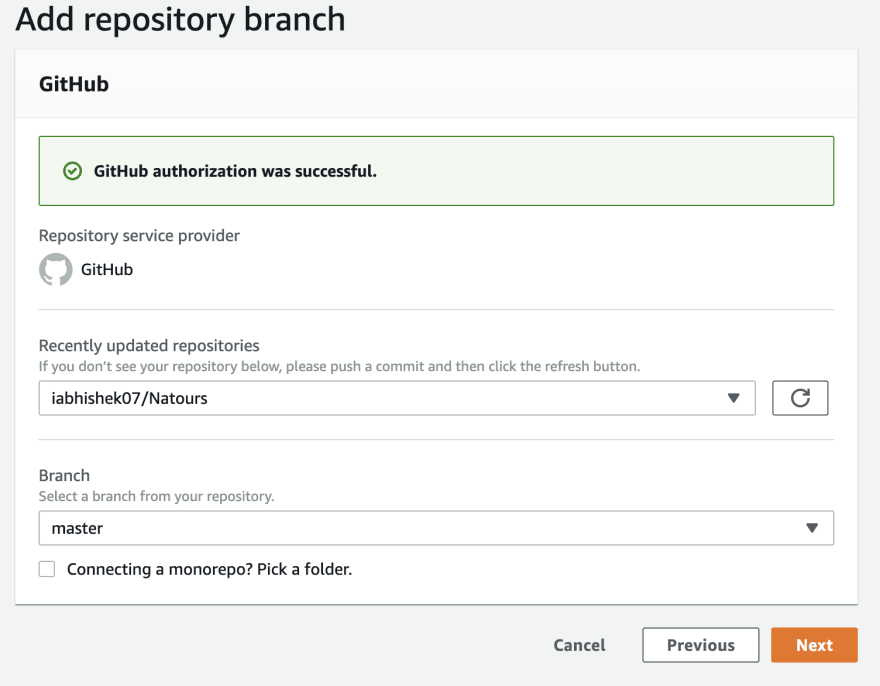 Add repository branch
GitHub
GitHub authorization was successful.
Repository service provider
GitHub
Recently updated repositories
If you don’t see your repository below, please push a commit and then click the refresh button.
iabhishek07/Natours
Branch
Select a branch from your repository.
master
Connecting a monorepo? Pick a folder.
Cancel Previous Next